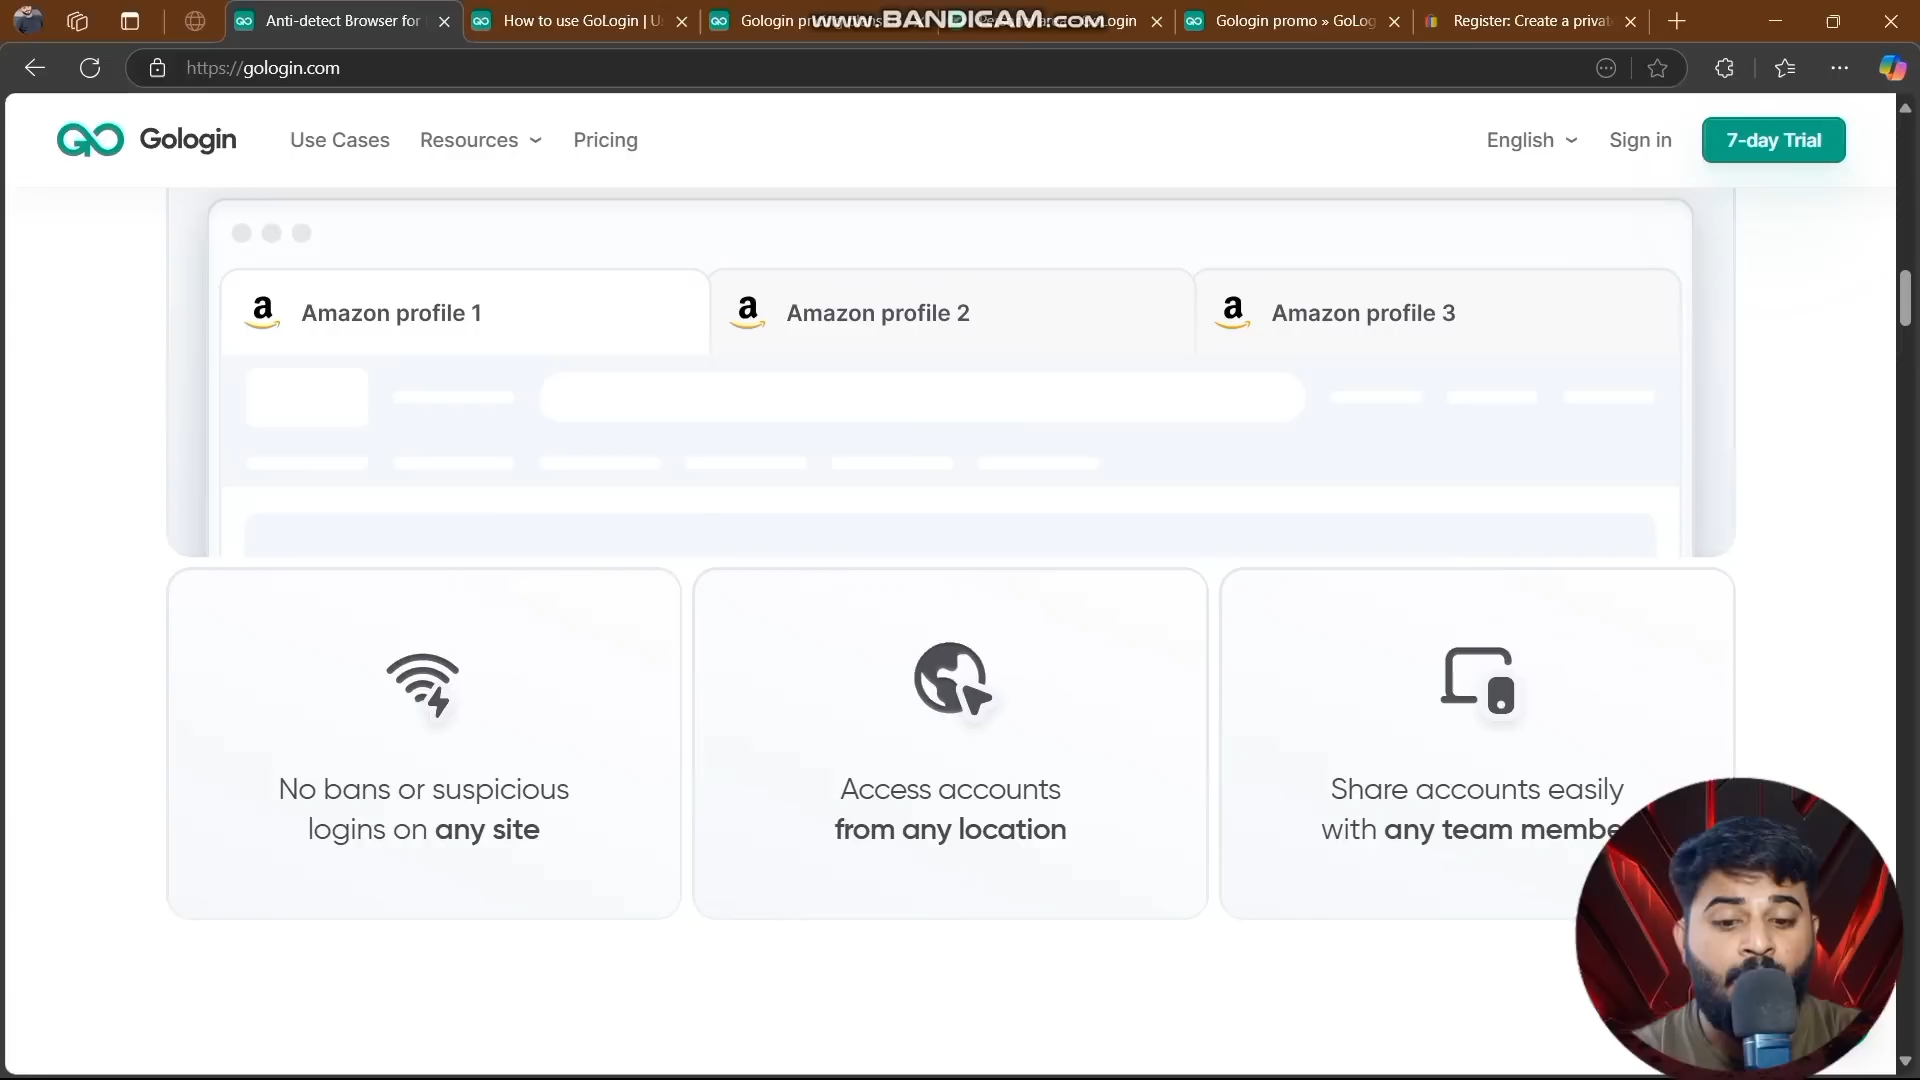 Anti-detect Browser for
How to use GoLogin | U
Gologin
www.BANDICAM.com
Login
Gologin promo » GoLog
Register: Create a privat
https://gologin.com
GO Gologin
Use Cases
Resources
Pricing
English
Sign in
7-day Trial
a Amazon profile 1
a Amazon profile 2
a Amazon profile 3
No bans or suspicious
logins on any site
Access accounts
from any location
Share accounts easily
with any team membe